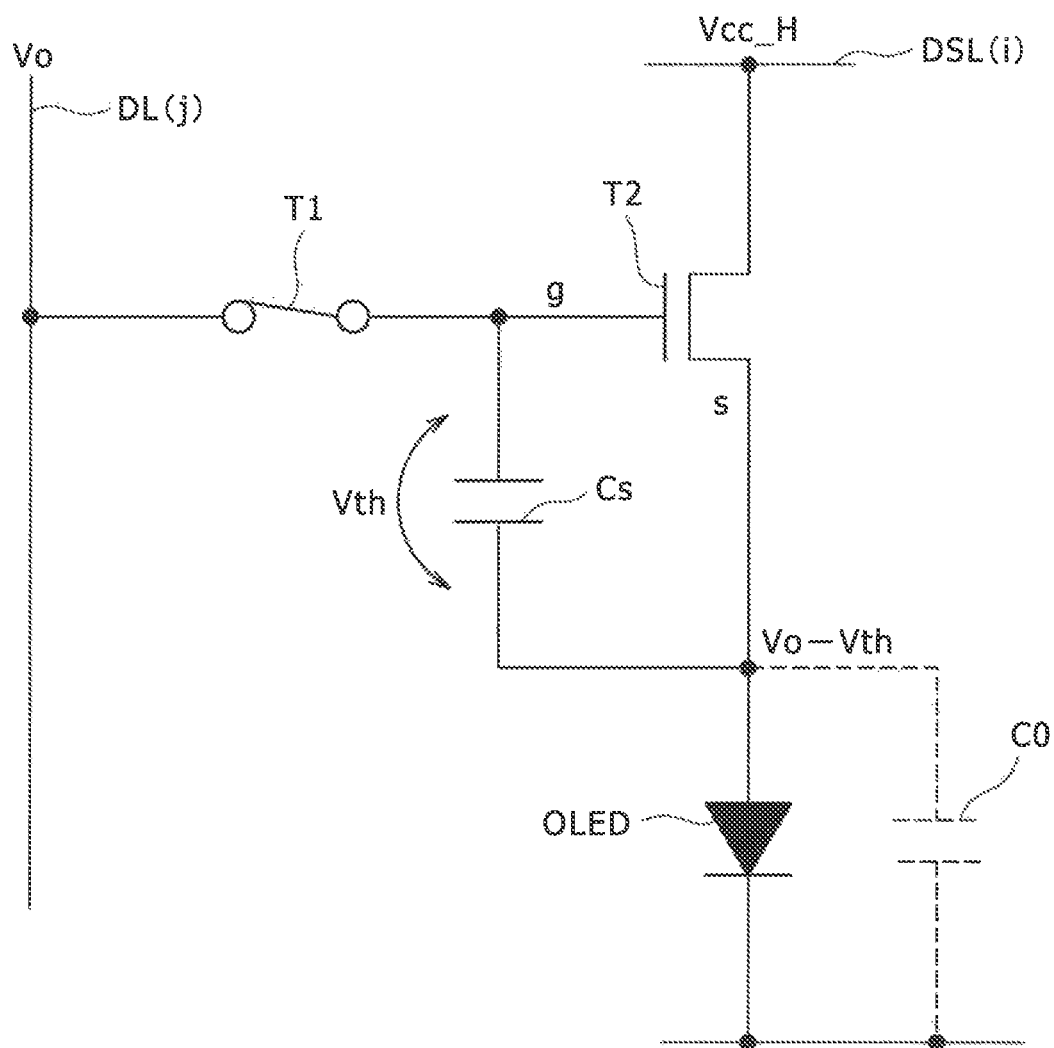 Vcc_H
DSL(i)
Vo
DL(j)
T1
T2
g
s
Vth
Cs
Vo−Vth
C0
OLED